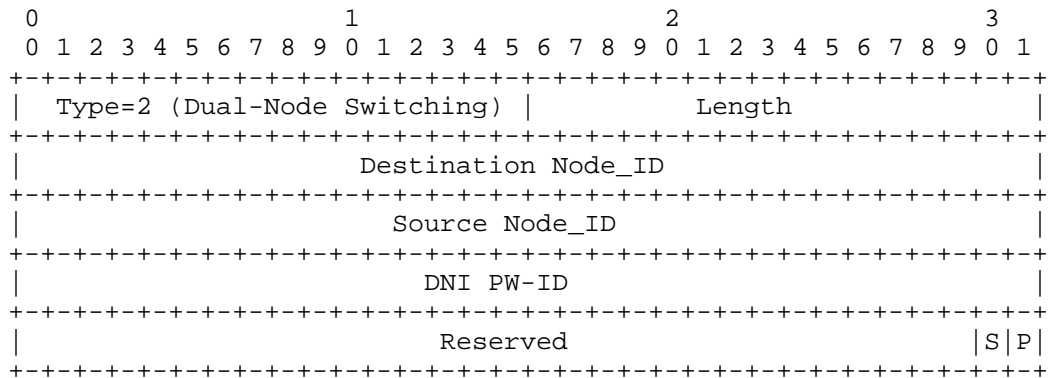 0                   1                   2                   3
 0 1 2 3 4 5 6 7 8 9 0 1 2 3 4 5 6 7 8 9 0 1 2 3 4 5 6 7 8 9 0 1
+-+-+-+-+-+-+-+-+-+-+-+-+-+-+-+-+-+-+-+-+-+-+-+-+-+-+-+-+-+-+-+-+
|  Type=2 (Dual-Node Switching) |          Length               |
+-+-+-+-+-+-+-+-+-+-+-+-+-+-+-+-+-+-+-+-+-+-+-+-+-+-+-+-+-+-+-+-+
|                     Destination Node_ID                       |
+-+-+-+-+-+-+-+-+-+-+-+-+-+-+-+-+-+-+-+-+-+-+-+-+-+-+-+-+-+-+-+-+
|                       Source Node_ID                          |
+-+-+-+-+-+-+-+-+-+-+-+-+-+-+-+-+-+-+-+-+-+-+-+-+-+-+-+-+-+-+-+-+
|                         DNI PW-ID                             |
+-+-+-+-+-+-+-+-+-+-+-+-+-+-+-+-+-+-+-+-+-+-+-+-+-+-+-+-+-+-+-+-+
|                          Reserved                         |S|P|
+-+-+-+-+-+-+-+-+-+-+-+-+-+-+-+-+-+-+-+-+-+-+-+-+-+-+-+-+-+-+-+-+